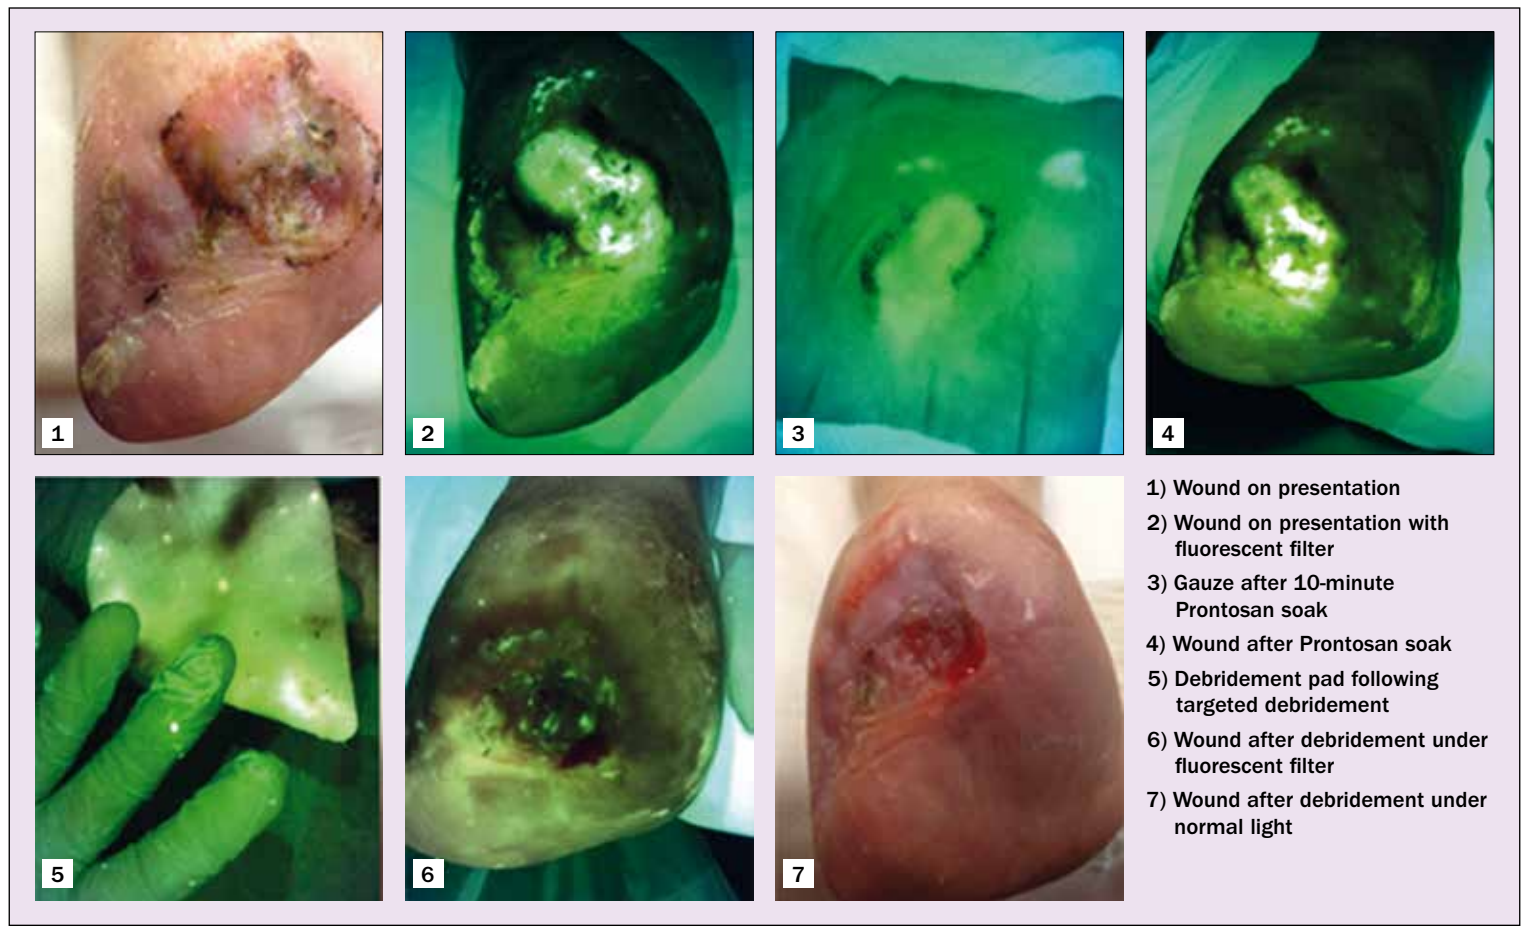 1
2
3
4
5
6
7
1) Wound on presentation
2) Wound on presentation with
fluorescent filter
3) Gauze after 10-minute
Prontosan soak
4) Wound after Prontosan soak
5) Debridement pad following
targeted debridement
6) Wound after debridement under
fluorescent filter
7) Wound after debridement under
normal light